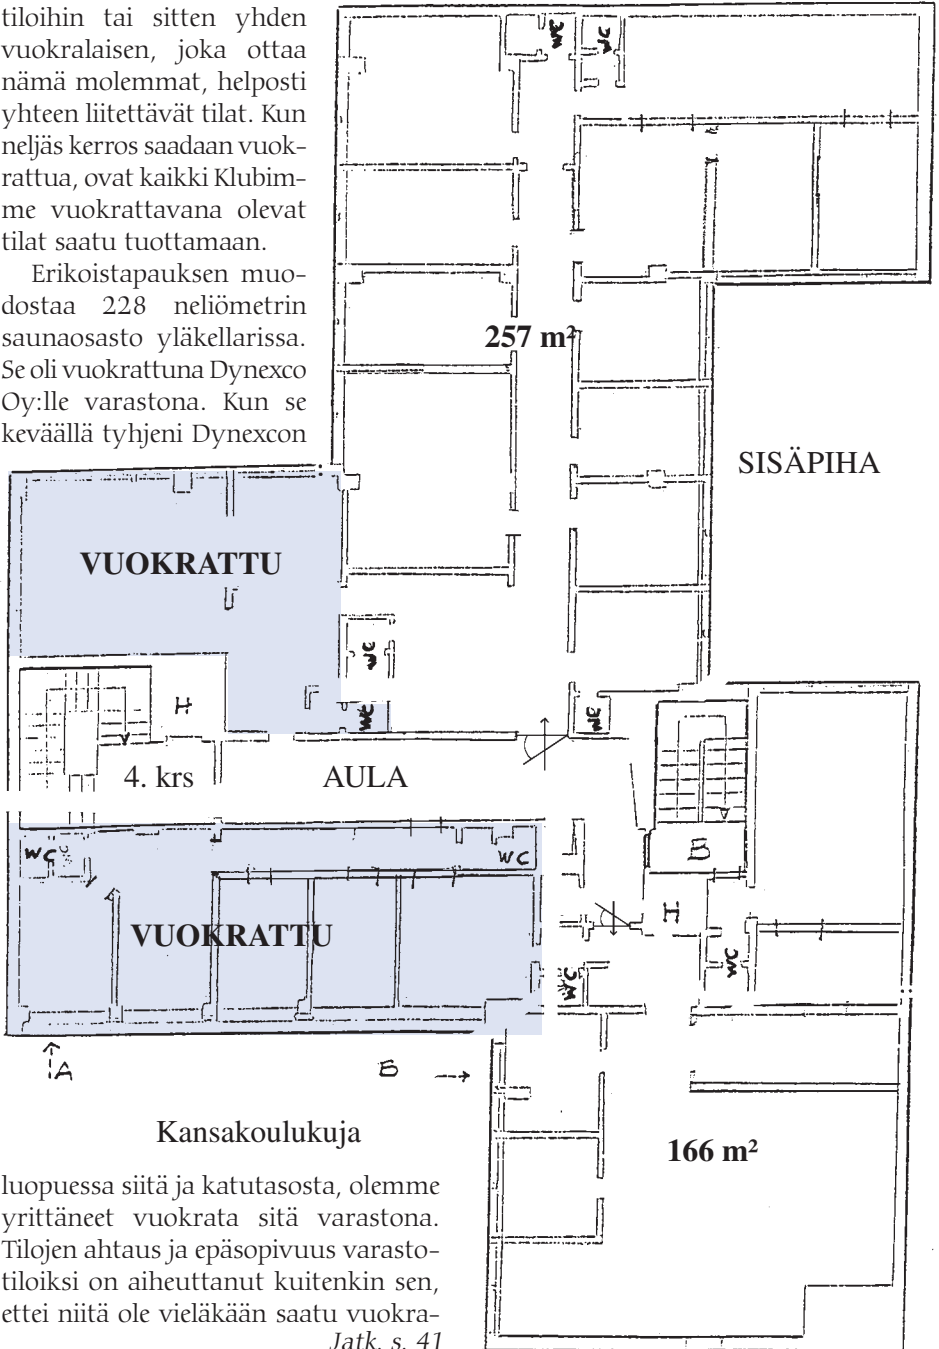 tiloihin tai sitten yhden
vuokralaisen, joka ottaa
nämä molemmat, helposti
yhteen liitettävät tilat. Kun
neljäs kerros saadaan vuok-
rattua, ovat kaikki Klubim-
me vuokrattavana olevat
tilat saatu tuottamaan.
Erikoistapauksen muo-
dostaa 228 neliömetrin
saunaosasto yläkellarissa.
Se oli vuokrattuna Dynexco
Oy:lle varastona. Kun se
keväällä tyhjeni Dynexcon
WC
WC
257 m²
SISÄPIHA
VUOKRATTU
WC
H
WC
WC
4. krs
AULA
WC
WC
B
VUOKRATTU
H
WC
WC
A
B
Kansakoulukuja
166 m²
luopuessa siitä ja katutasosta, olemme
yrittäneet vuokrata sitä varastona.
Tilojen ahtaus ja epäsopivuus varasto-
tiloiksi on aiheuttanut kuitenkin sen,
ettei niitä ole vieläkään saatu vuokra-
Jatk. s. 41